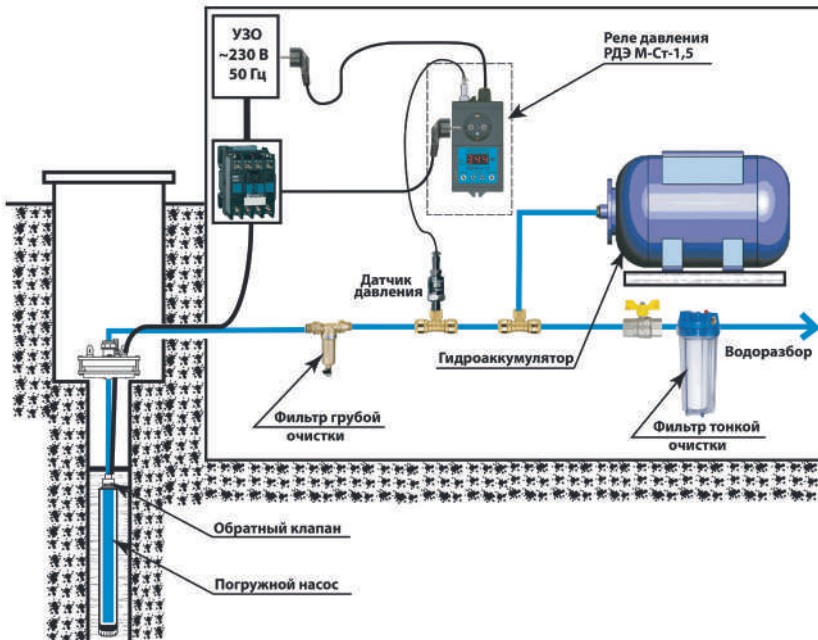 УЗО
~230 В
50 Гц
Реле давления
РДЭ М-Ст-1,5
Датчик
давления
Гидроаккумулятор
Водоразбор
Фильтр грубой
очистки
Фильтр тонкой
очистки
Обратный клапан
Погружной насос